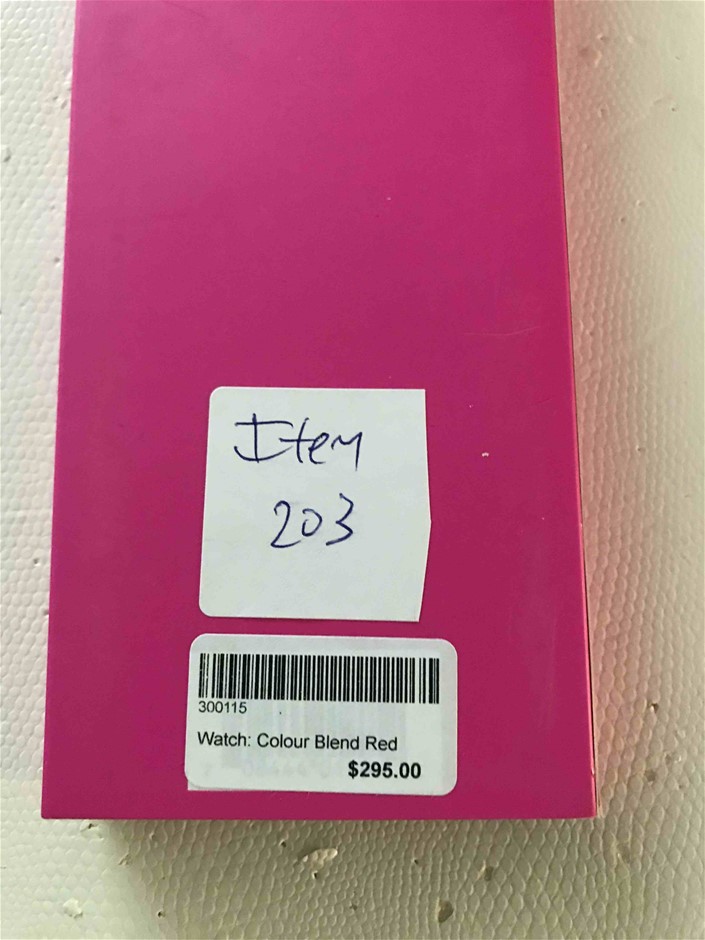 Item
203
300115
Watch: Colour Blend Red
$295.00